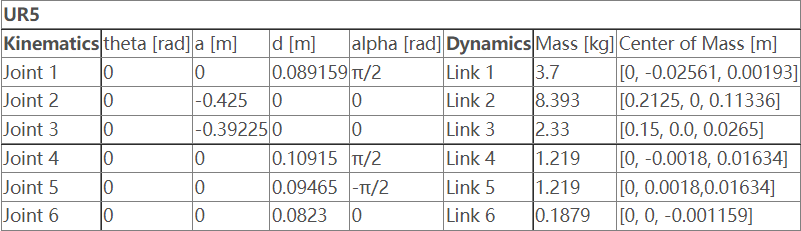 UR5
Kinematics theta [rad] a [m] d [m] alpha [rad] Dynamics Mass [kg] Center of Mass [m]
Joint 1 0 0 0.089159 π/2 Link 1 3.7 [0, -0.02561, 0.00193]
Joint 2 0 -0.425 0 0 Link 2 8.393 [0.2125, 0, 0.11336]
Joint 3 0 -0.39225 0 0 Link 3 2.33 [0.15, 0.0, 0.0265]
Joint 4 0 0 0.10915 π/2 Link 4 1.219 [0, -0.0018, 0.01634]
Joint 5 0 0 0.09465 -π/2 Link 5 1.219 [0, 0.0018,0.01634]
Joint 6 0 0 0.0823 0 Link 6 0.1879 [0, 0, -0.001159]